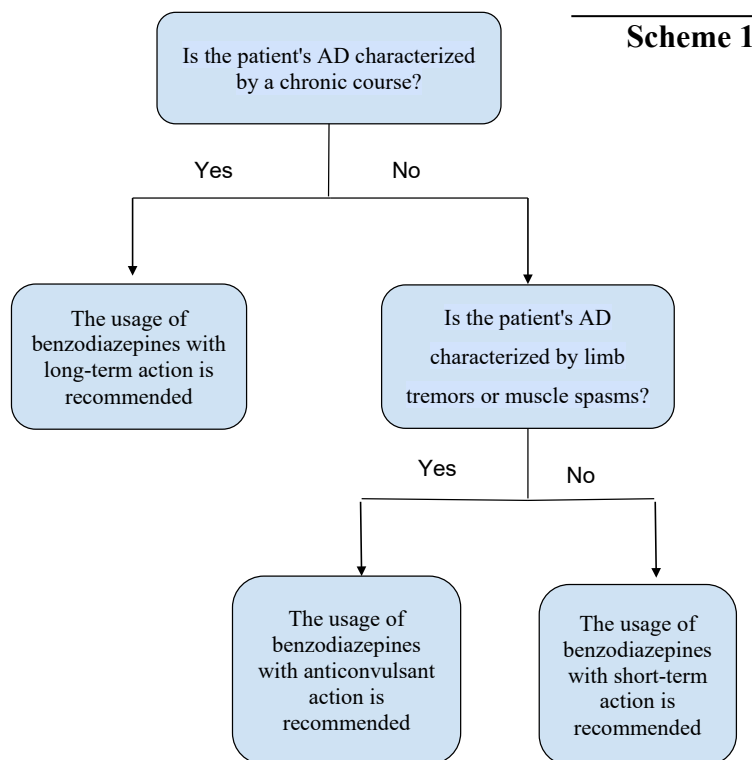 Scheme 1
Is the patient's AD characterized
by a chronic course?
Yes
No
The usage of
benzodiazepines with
long-term action is
recommended
Is the patient's AD
characterized by limb
tremors or muscle spasms?
Yes
No
The usage of
benzodiazepines
with anticonvulsant
action is
recommended
The usage of
benzodiazepines
with short-term
action is
recommended